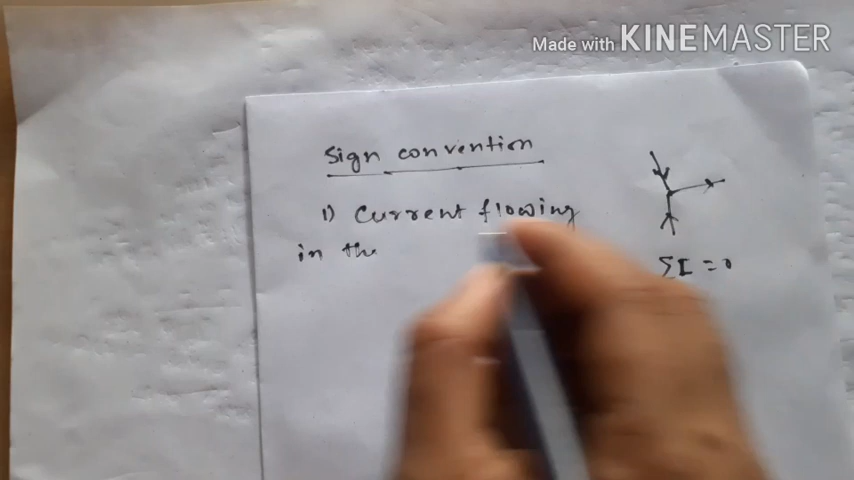 Made with KINEMASTER
Sign convention
1) Current flowing
in the
ΣI = 0